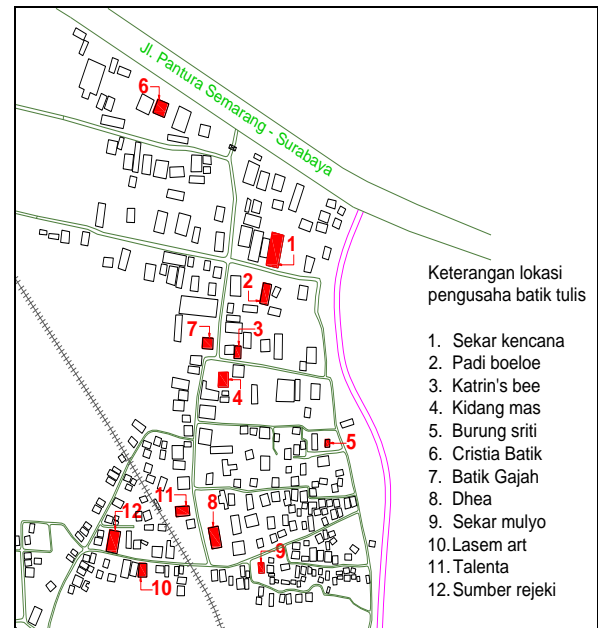 Jl. Pantura Semarang - Surabaya
6
1
2
3
7
4
5
11
8
12
9
10
Keterangan lokasi
pengusaha batik tulis
1. Sekar kencana
2. Padi boeloe
3. Katrin's bee
4. Kidang mas
5. Burung sriti
6. Cristia Batik
7. Batik Gajah
8. Dhea
9. Sekar mulyo
10. Lasem art
11. Talenta
12. Sumber rejeki